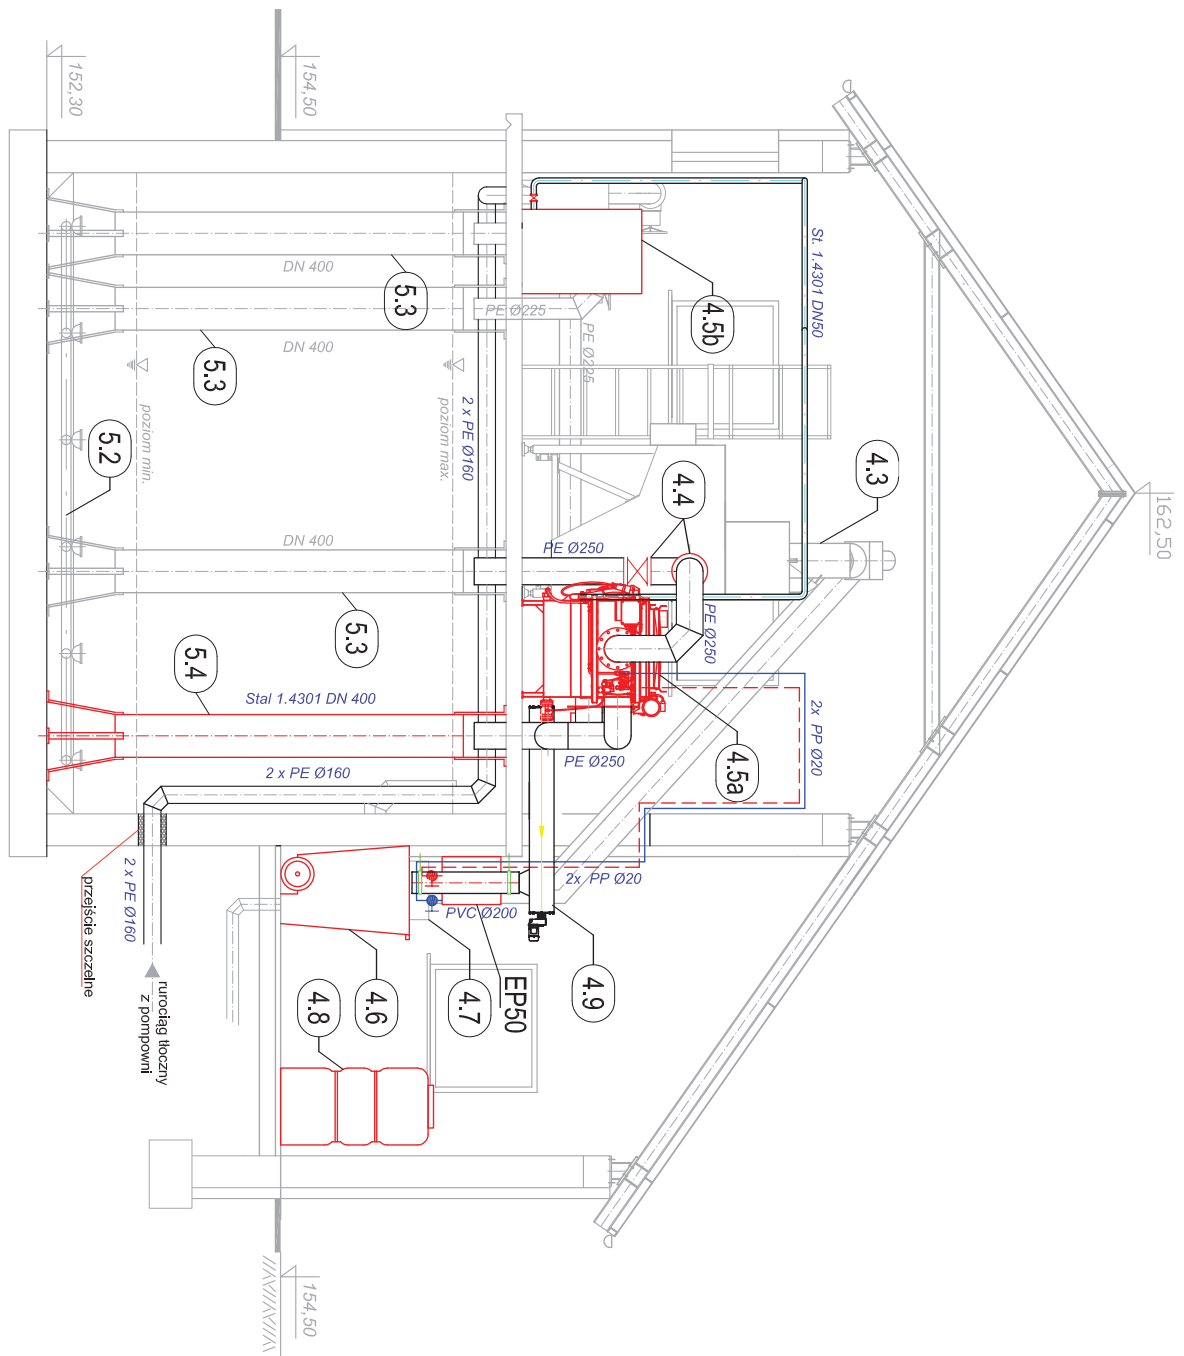 152,30
154,50
162,50
St. 1.4301 DN50
DN 400
5.3
PE Ø225
4.5b
DN 400
5.3
PE Ø225
poziom min.
poziom max.
2 x PE Ø160
5.2
4.4
4.3
DN 400
PE Ø250
5.3
PE Ø250
5.4
Stal 1.4301 DN 400
2 x PE Ø160
PE Ø250
4.5a
2x PP Ø20
2x PP Ø20
PVC Ø200
2 x PE Ø160
przejście szczelne
rurociąg tłoczny
z pompowni
4.8
4.6
4.7
EP50
4.9
154,50